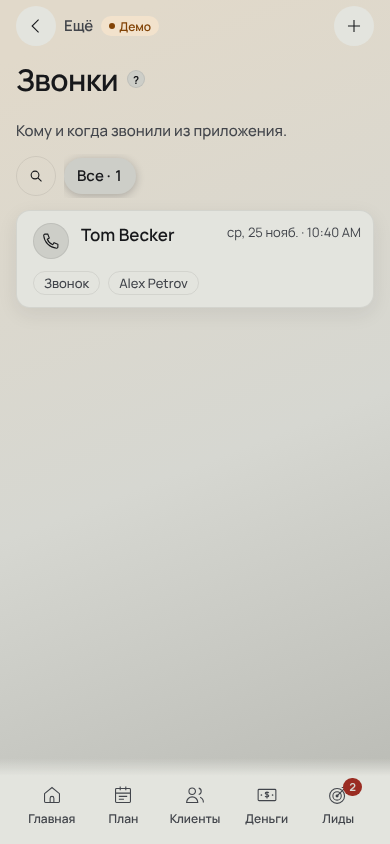 Ещё
Демо
Звонки
?
Кому и когда звонили из приложения.
Все · 1
Tom Becker
ср, 25 нояб. · 10:40 AM
Звонок
Alex Petrov
2
Главная
План
Клиенты
Деньги
Лиды